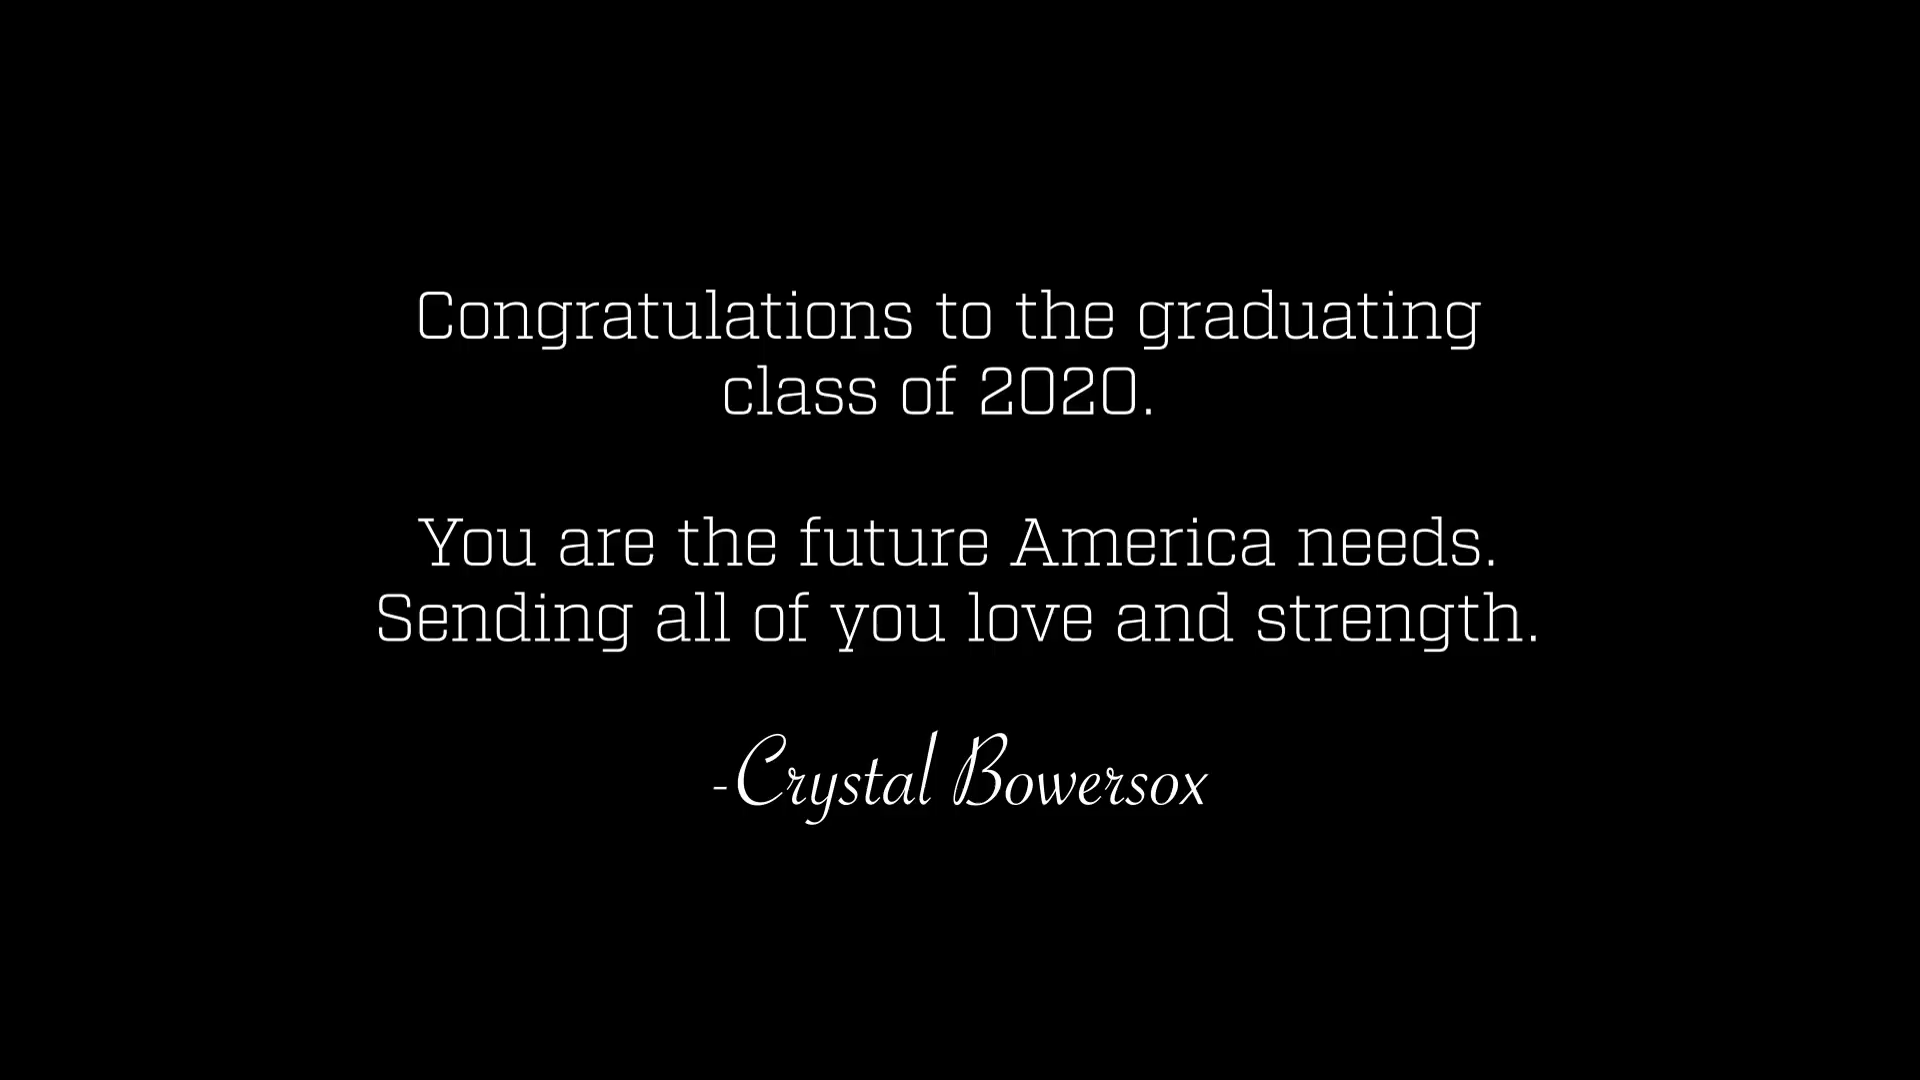 Congratulations to the graduating
class of 2020.
You are the future America needs.
Sending all of you love and strength.
-Crystal Bowersox